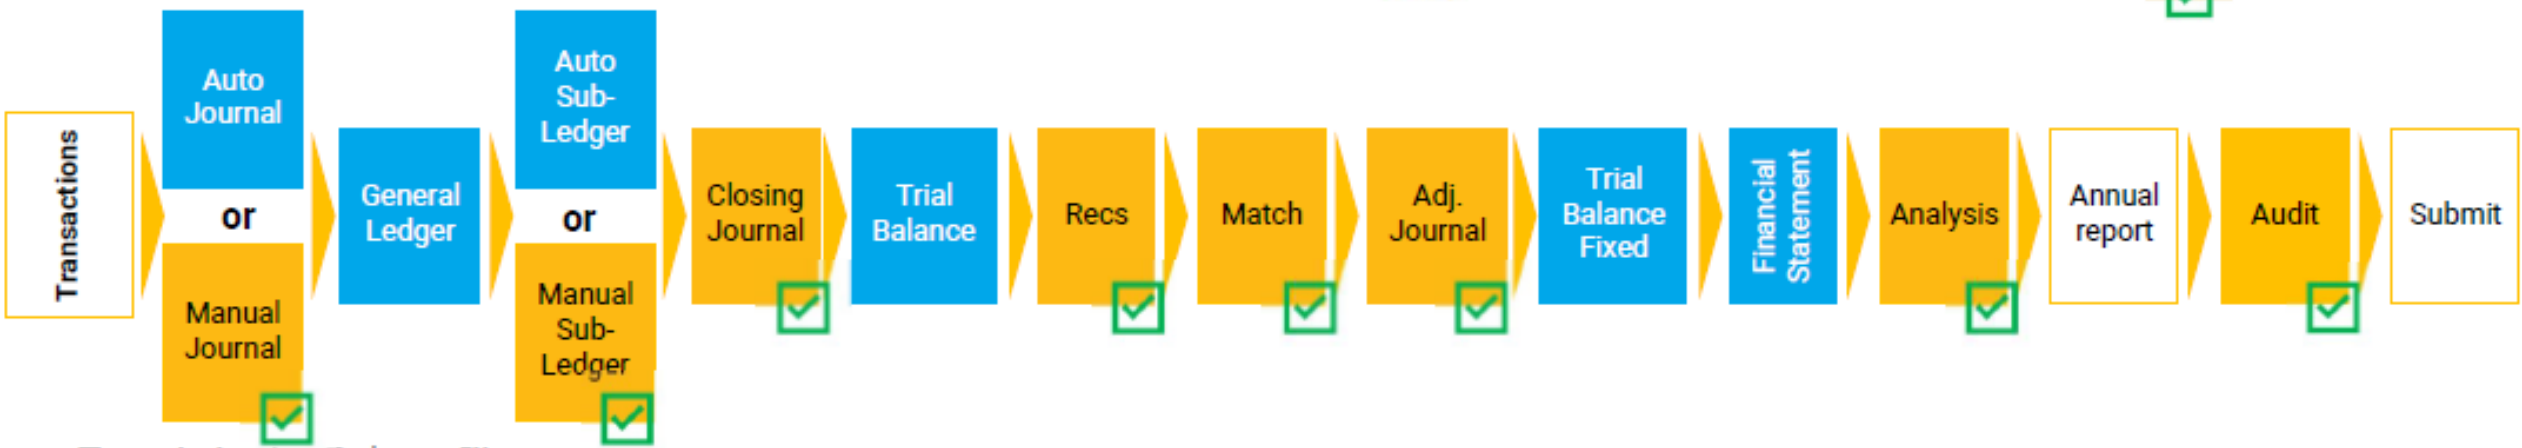 Transactions
Auto
Journal
or
Manual
Journal
General
Ledger
Auto
Sub-
Ledger
or
Manual
Sub-
Ledger
Closing
Journal
Trial
Balance
Recs
Match
Adj.
Journal
Trial
Balance
Fixed
Financial
Statement
Analysis
Annual
report
Audit
Submit